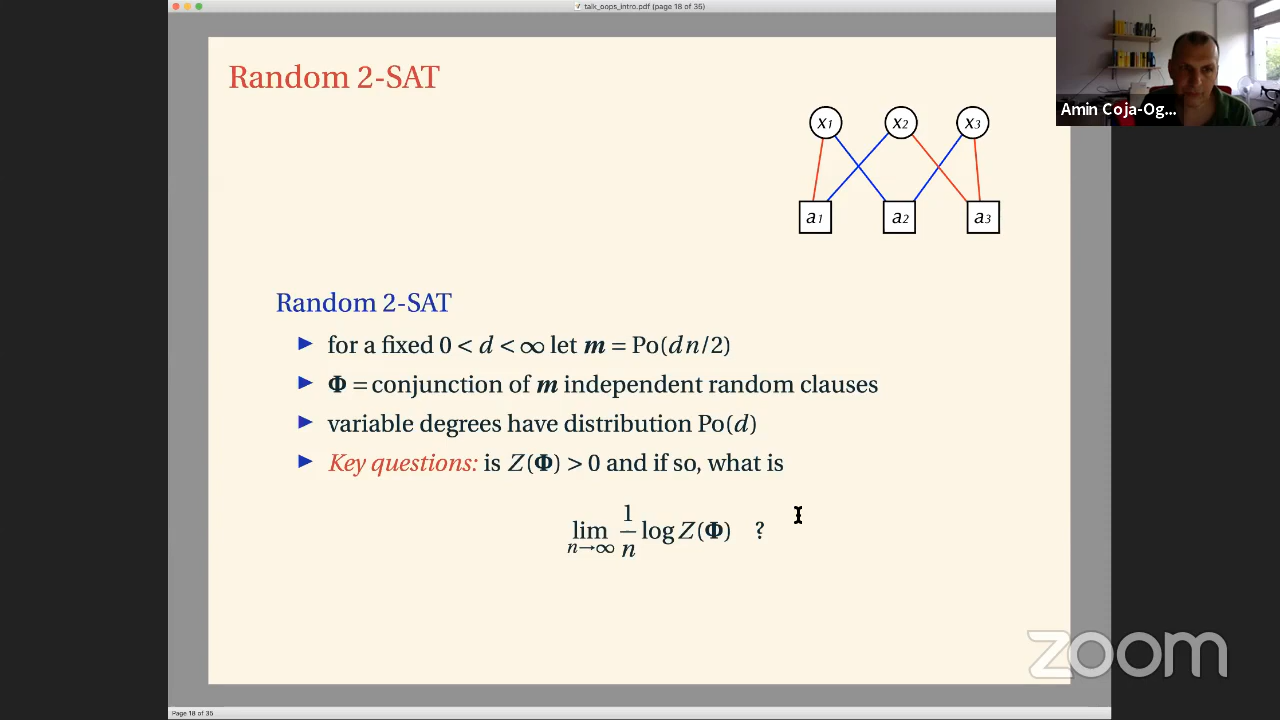 talk_oops_intro.pdf (page 18 of 35)
Random 2-SAT
x1 x2 x3
a1 a2 a3
Amin Coja-Og...
Random 2-SAT
▶ for a fixed 0 < d < ∞ let m = Po(dn/2)
▶ Φ = conjunction of m independent random clauses
▶ variable degrees have distribution Po(d)
▶ Key questions: is Z(Φ) > 0 and if so, what is
lim n→∞ 1/n log Z(Φ) ?
zoom
Page 18 of 35